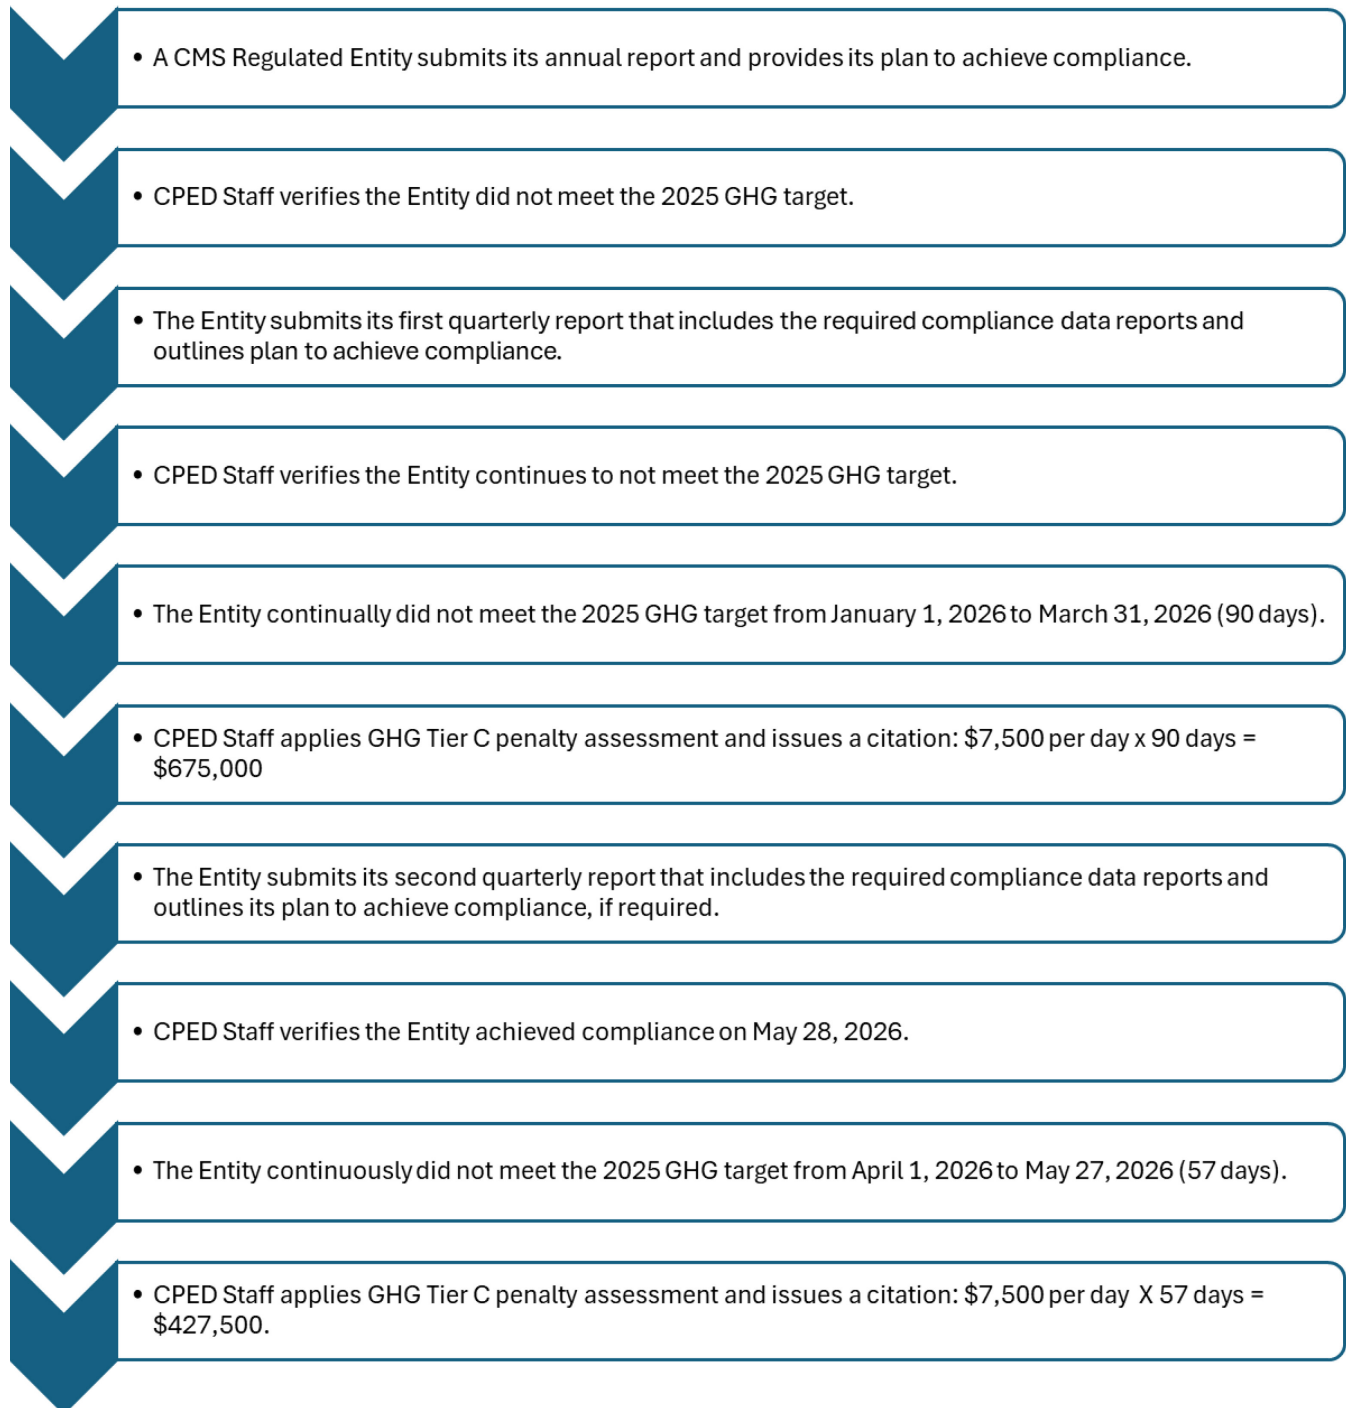 • A CMS Regulated Entity submits its annual report and provides its plan to achieve compliance.
• CPED Staff verifies the Entity did not meet the 2025 GHG target.
• The Entity submits its first quarterly report that includes the required compliance data reports and
outlines plan to achieve compliance.
• CPED Staff verifies the Entity continues to not meet the 2025 GHG target.
• The Entity continually did not meet the 2025 GHG target from January 1, 2026 to March 31, 2026 (90 days).
• CPED Staff applies GHG Tier C penalty assessment and issues a citation: $7,500 per day x 90 days =
$675,000
• The Entity submits its second quarterly report that includes the required compliance data reports and
outlines its plan to achieve compliance, if required.
• CPED Staff verifies the Entity achieved compliance on May 28, 2026.
• The Entity continuously did not meet the 2025 GHG target from April 1, 2026 to May 27, 2026 (57 days).
• CPED Staff applies GHG Tier C penalty assessment and issues a citation: $7,500 per day X 57 days =
$427,500.